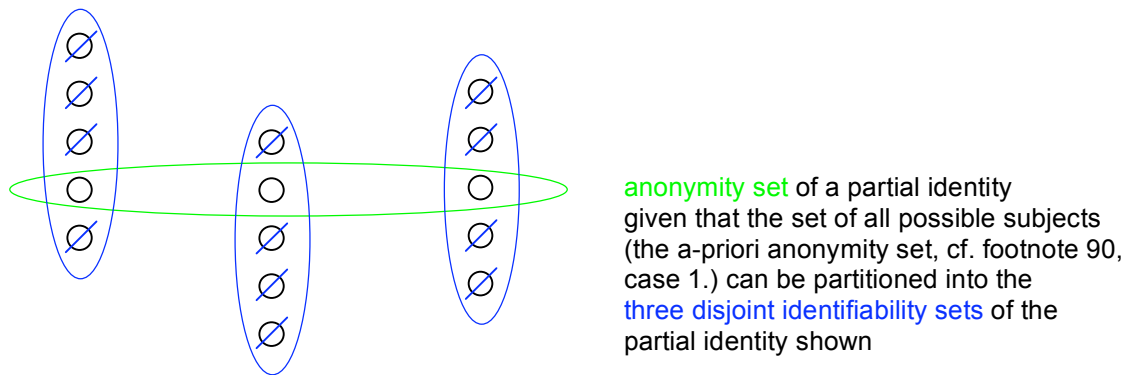 anonymity set of a partial identity
given that the set of all possible subjects
(the a-priori anonymity set, cf. footnote 90,
case 1.) can be partitioned into the
three disjoint identifiability sets of the
partial identity shown